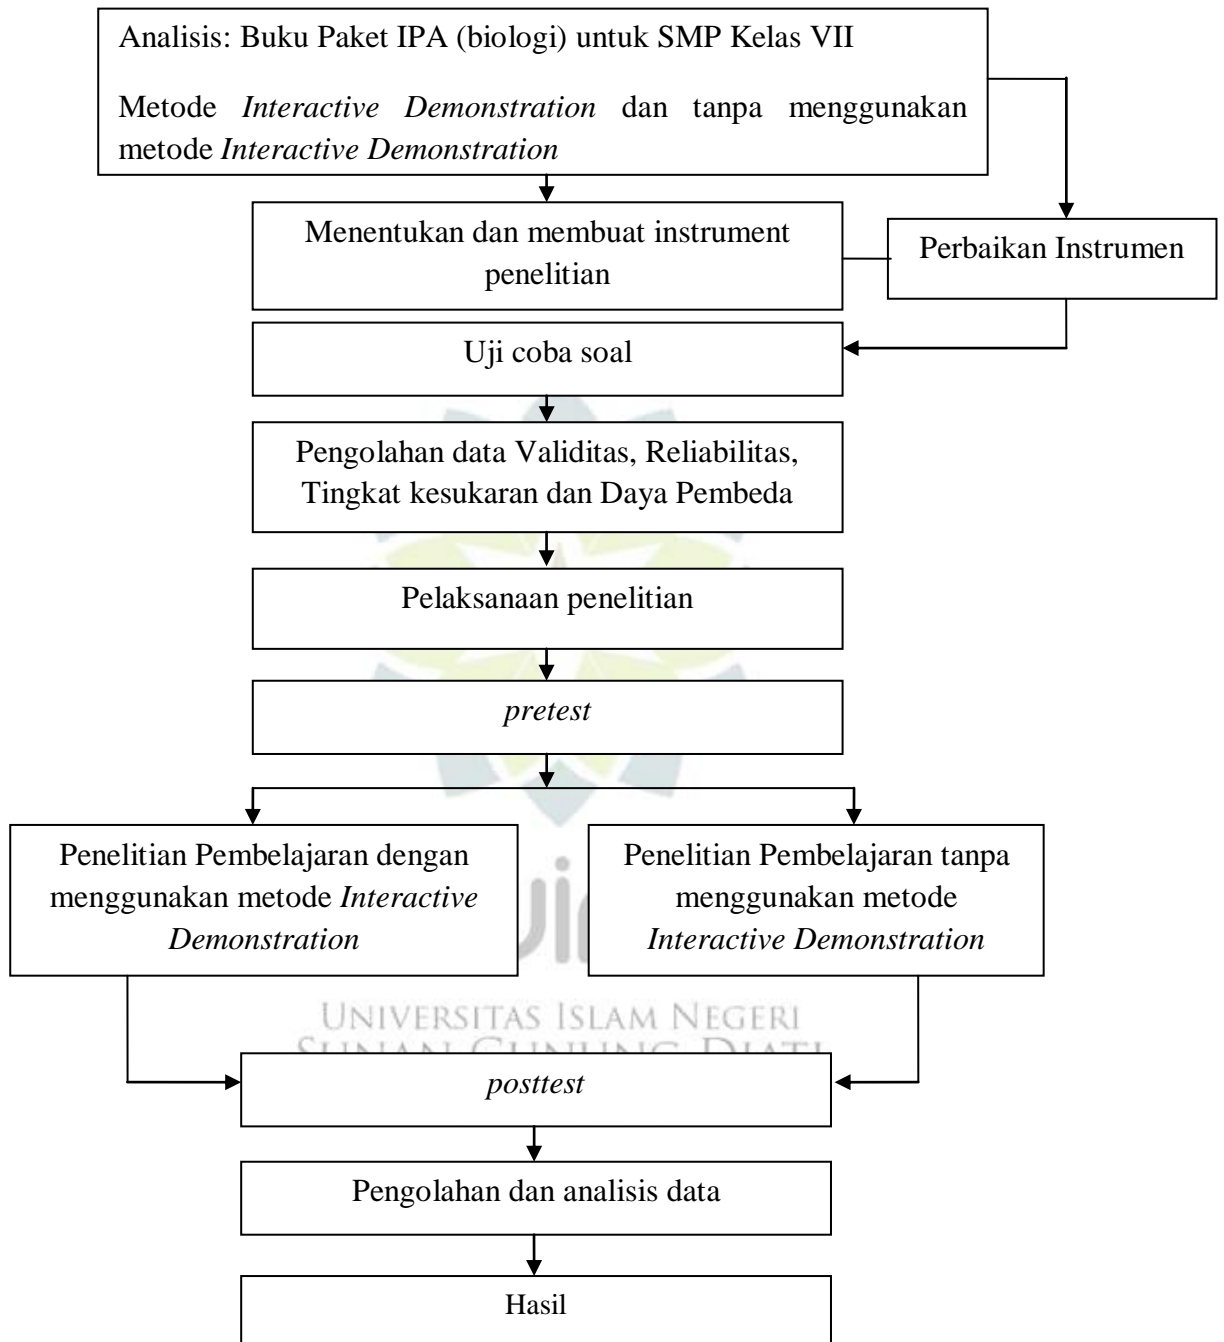 Analisis: Buku Paket IPA (biologi) untuk SMP Kelas VII
Metode Interactive Demonstration dan tanpa menggunakan
metode Interactive Demonstration
Menentukan dan membuat instrument
penelitian
Perbaikan Instrumen
Uji coba soal
Pengolahan data Validitas, Reliabilitas,
Tingkat kesukaran dan Daya Pembeda
Pelaksanaan penelitian
pretest
Penelitian Pembelajaran dengan
menggunakan metode Interactive
Demonstration
Penelitian Pembelajaran tanpa
menggunakan metode
Interactive Demonstration
UNIVERSITAS ISLAM NEGERI
SUNAN GUNUNG DJATI
posttest
Pengolahan dan analisis data
Hasil